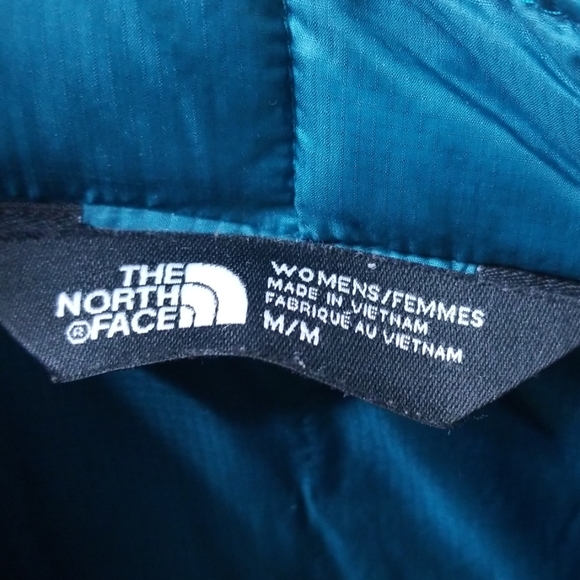 THE
NORTH
®FACE
WOMENS/FEMMES
MADE IN VIETNAM
FABRIQUÉ AU VIETNAM
M/M